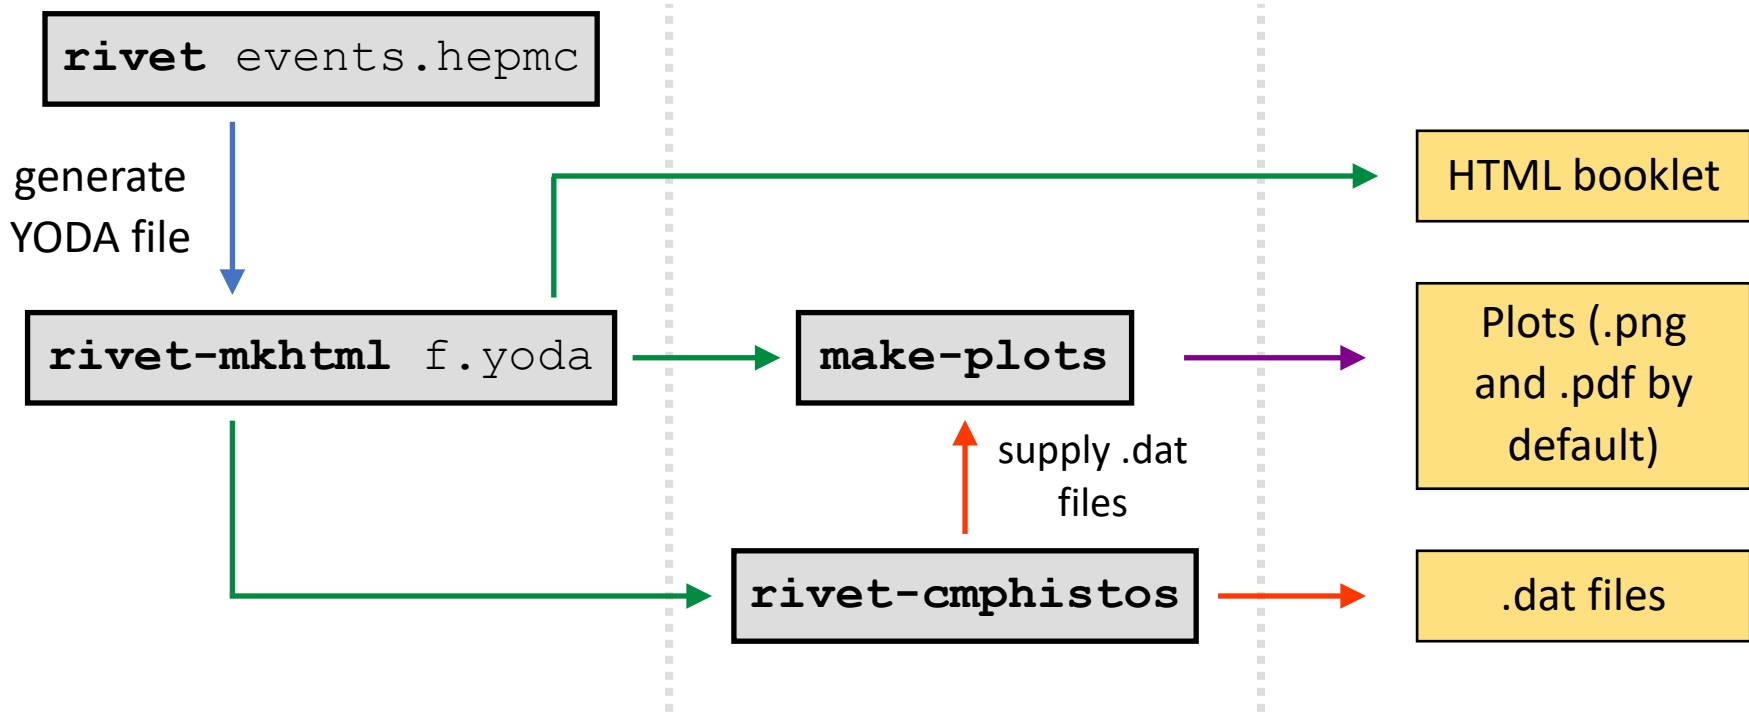 rivet events.hepmc
generate
YODA file
HTML booklet
rivet-mkhtml f.yoda
make-plots
Plots (.png
and .pdf by
default)
supply .dat
files
rivet-cmphistos
.dat files